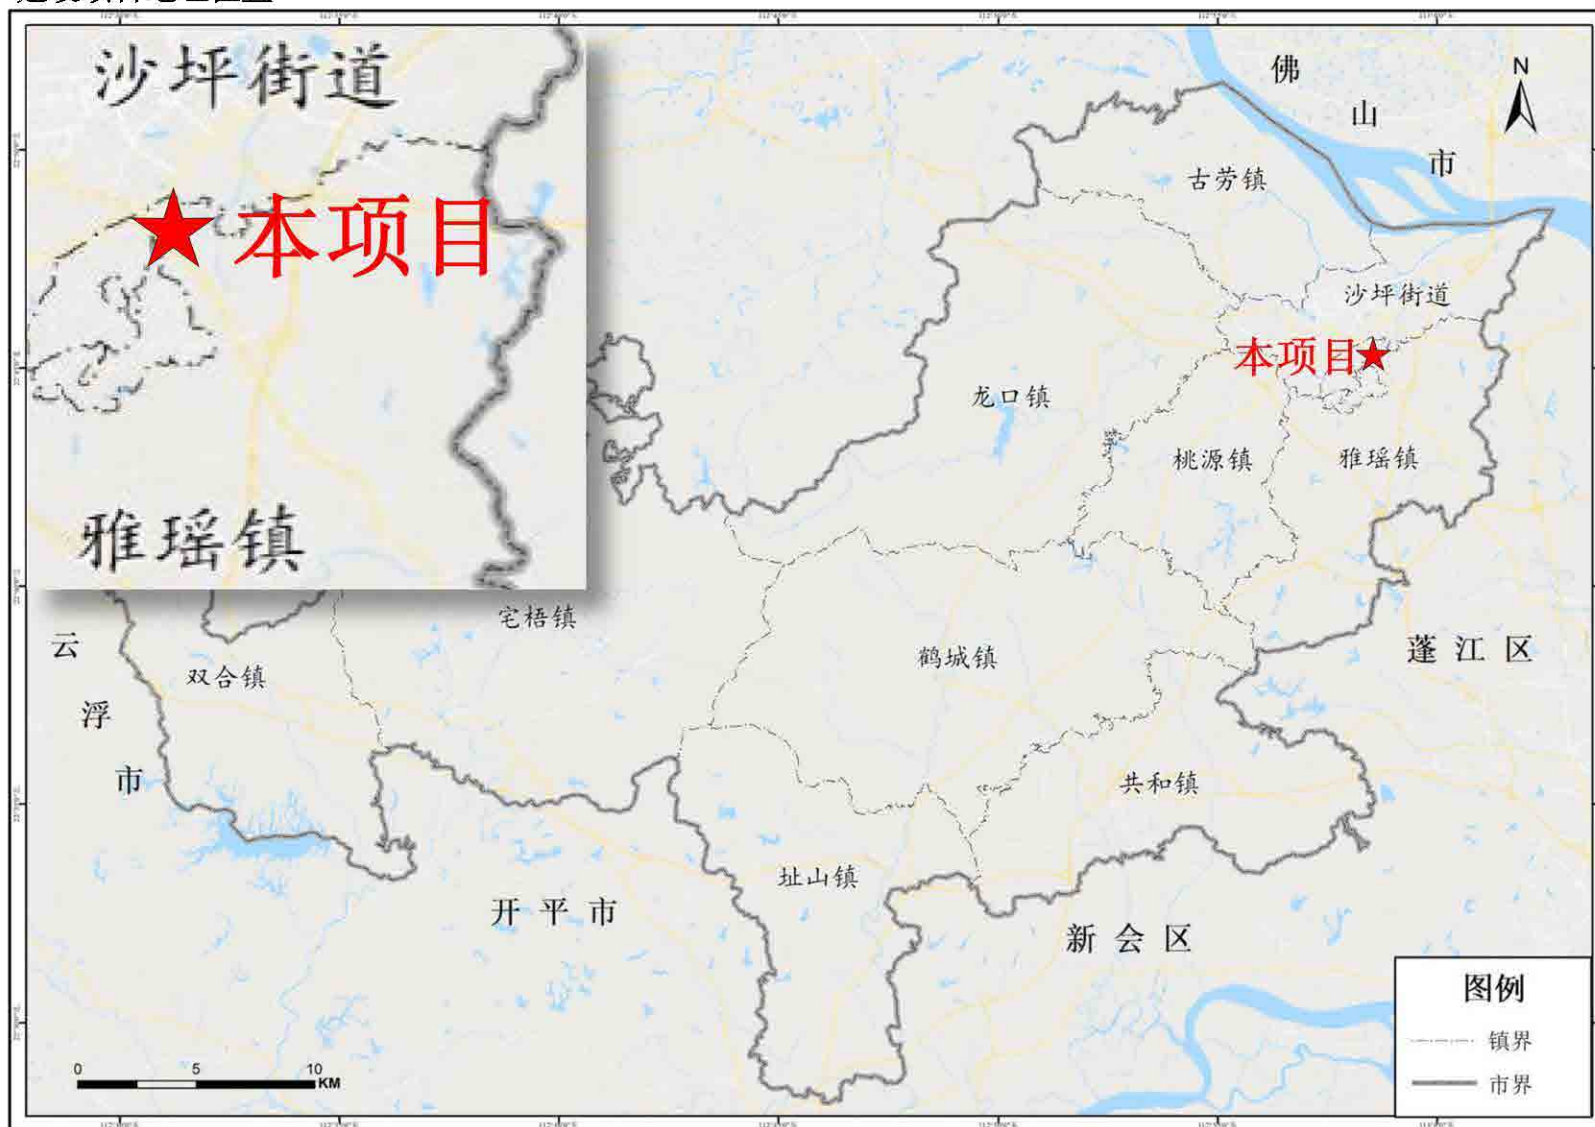 沙坪街道
本项目
雅瑶镇
佛山市
N
古劳镇
沙坪街道
本项目
龙口镇
桃源镇
雅瑶镇
宅梧镇
云浮市
双合镇
鹤城镇
蓬江区
共和镇
址山镇
开平市
新会区
图例
镇界
市界
0 5 10
KM